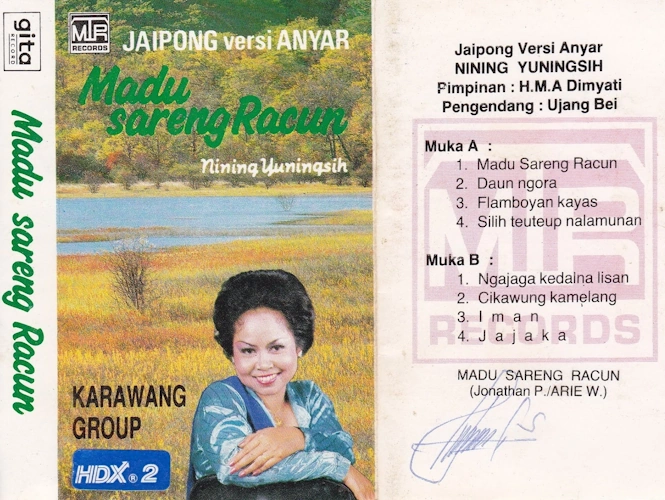 gita
RECORD
Madu sareng Racun
MTR
RECORDS
JAIPONG versi ANYAR
Madu
sareng Racun
Nining Yuningsih
KARAWANG
GROUP
HDX ® 2
Jaipong Versi Anyar
NINING YUNINGSIH
Pimpinan : H.M.A Dimyati
Pengendang : Ujang Bei
Muka A :
1. Madu Sareng Racun
2. Daun ngora
3. Flamboyan kayas
4. Silih teuteup nalamunan
Muka B :
1. Ngajaga kedalna lisan
2. Cikawung kamelang
3. I m a n
4. J a j a k a
MTR
RECORDS
MADU SARENG RACUN
(Jonathan P./ARIE W.)